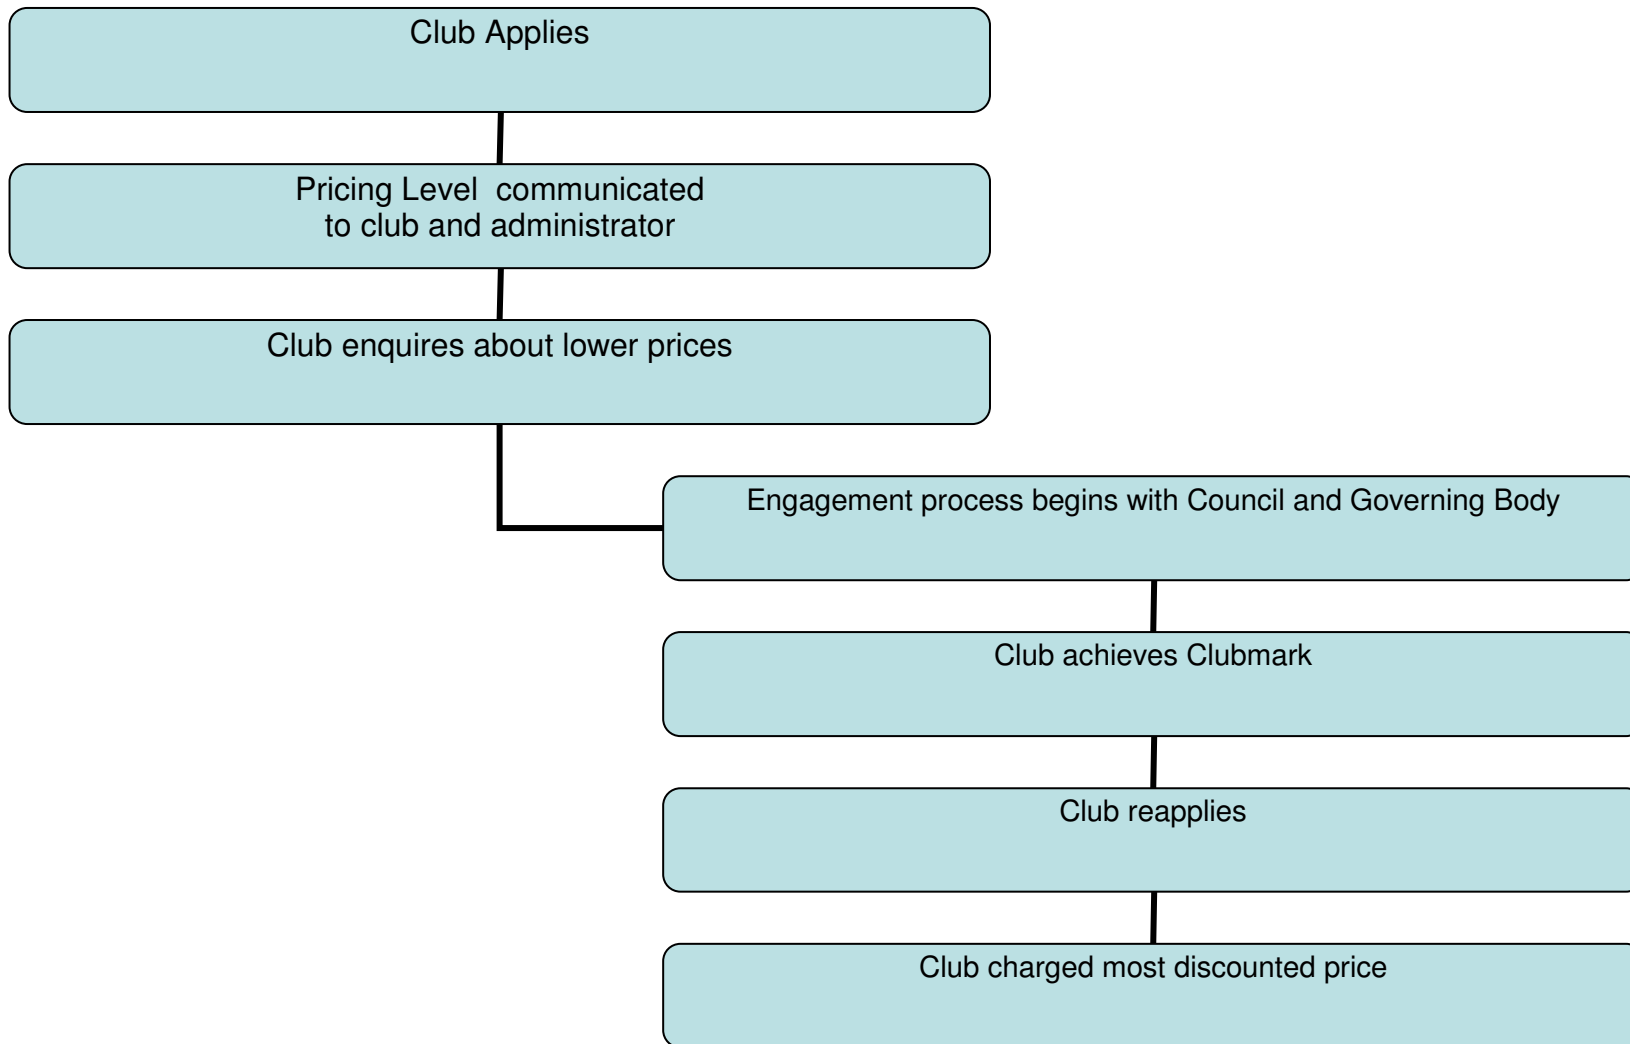 Club Applies
Pricing Level  communicated
to club and administrator
Club enquires about lower prices
Engagement process begins with Council and Governing Body
Club achieves Clubmark
Club reapplies
Club charged most discounted price